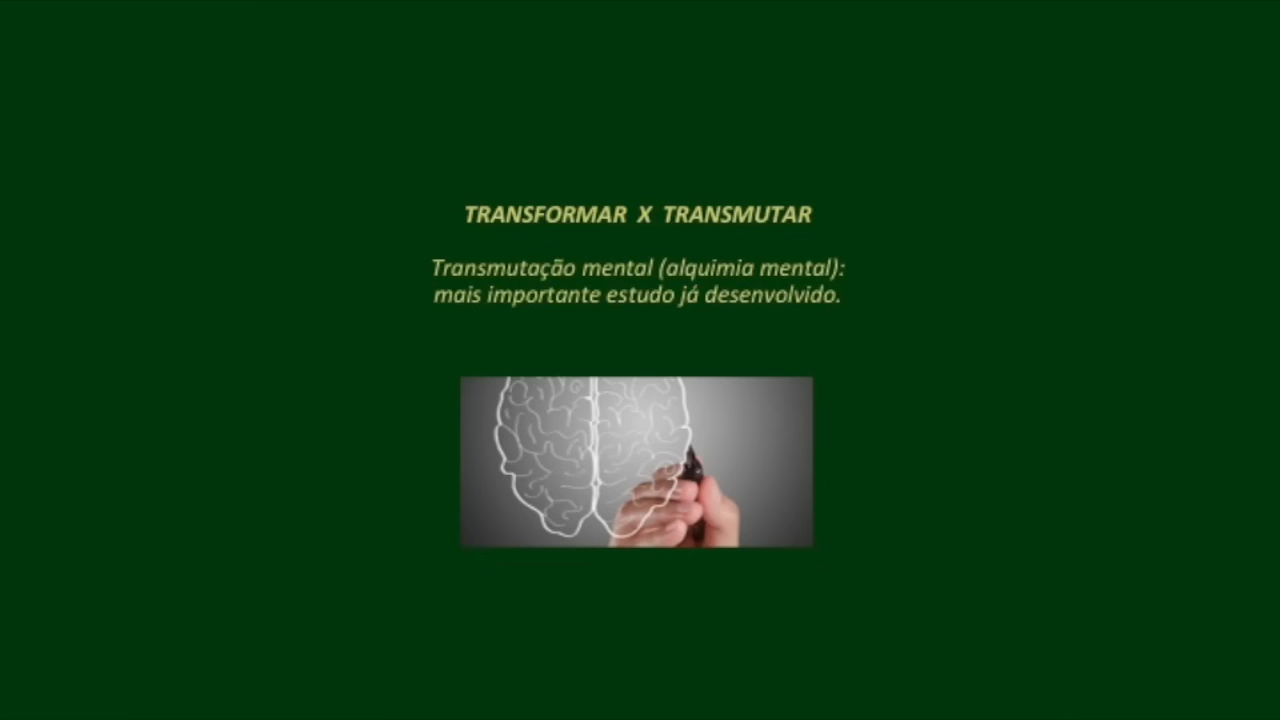 TRANSFORMAR X TRANSMUTAR
Transmutação mental (alquimia mental):
mais importante estudo já desenvolvido.